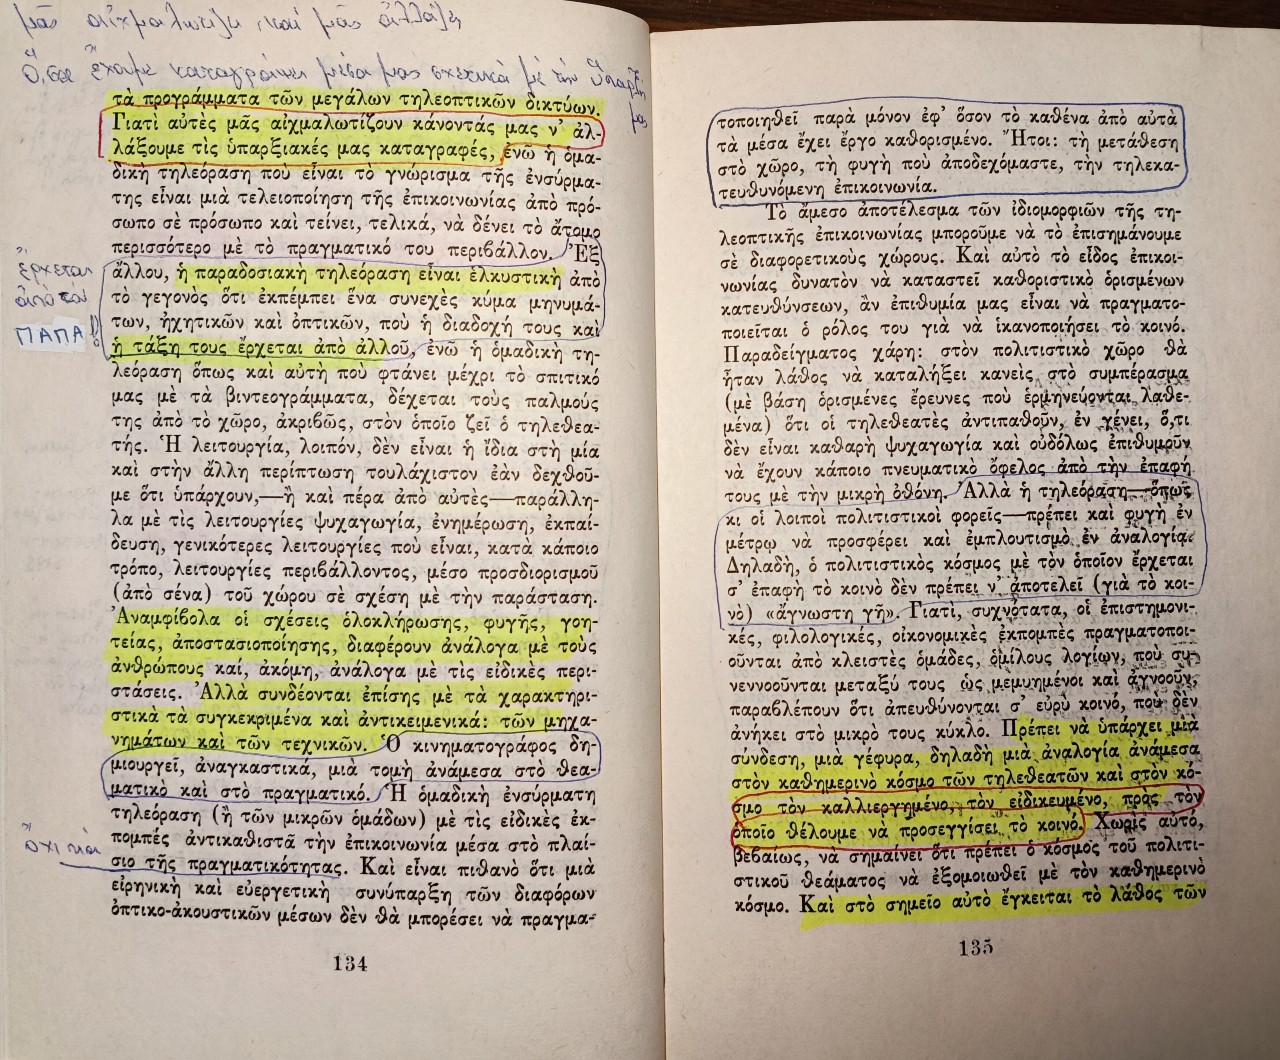 μᾶς αἰχμαλωτίζει, καί μᾶς ἀλλάζει
ὅ,σα ἔχουμε καταγράψει μέσα μας σχετικά μέ τήν ὕπαρξή
μας
τὰ προγράμματα τῶν μεγάλων τηλεοπτικῶν δικτύων.
Γιατὶ αὐτὲς μᾶς αἰχμαλωτίζουν κάνοντάς μας ν' ἀλ-
λάξουμε τὶς ὑπαρξιακές μας καταγραφές, ἐνῶ ἡ ὁμα-
δικὴ τηλεόραση ποὺ εἶναι τὸ γνώρισμα τῆς ἐνσύρμα-
της εἶναι μιὰ τελειοποίηση τῆς ἐπικοινωνίας ἀπὸ πρό-
σωπο σὲ πρόσωπο καὶ τείνει, τελικά, νὰ δένει τὸ ἄτομο
περισσότερο μὲ τὸ πραγματικό του περιβάλλον. Ἐξ
ἄλλου, ἡ παραδοσιακὴ τηλεόραση εἶναι ἑλκυστικὴ ἀπὸ
τὸ γεγονὸς ὅτι ἐκπέμπει ἕνα συνεχὲς κύμα μηνυμά-
των, ἠχητικῶν καὶ ὀπτικῶν, ποὺ ἡ διαδοχή τους καὶ
ἡ τάξη τους ἔρχεται ἀπὸ ἀλλοῦ, ἐνῶ ἡ ὁμαδικὴ τη-
λεόραση ὅπως καὶ αὐτὴ ποὺ φτάνει μέχρι τὸ σπιτικό
μας μὲ τὰ βιντεογράμματα, δέχεται τοὺς παλμούς
της ἀπὸ τὸ χῶρο, ἀκριβῶς, στὸν ὁποῖο ζεῖ ὁ τηλεθεα-
τής. Ἡ λειτουργία, λοιπόν, δὲν εἶναι ἡ ἴδια στὴ μία
καὶ στὴν ἄλλη περίπτωση τουλάχιστον ἐὰν δεχθοῦ-
με ὅτι ὑπάρχουν,—ἢ καὶ πέρα ἀπὸ αὐτὲς—παράλλη-
λα μὲ τὶς λειτουργίες ψυχαγωγία, ἐνημέρωση, ἐκπαί-
δευση, γενικότερες λειτουργίες ποὺ εἶναι, κατὰ κάποιο
τρόπο, λειτουργίες περιβάλλοντος, μέσο προσδιορισμοῦ
(ἀπὸ σένα) τοῦ χώρου σὲ σχέση μὲ τὴν παράσταση.
Ἀναμφίβολα οἱ σχέσεις ὁλοκλήρωσης, φυγῆς, γοη-
τείας, ἀποστασιοποίησης, διαφέρουν ἀνάλογα μὲ τοὺς
ἀνθρώπους καί, ἀκόμη, ἀνάλογα μὲ τὶς εἰδικὲς περι-
στάσεις. Ἀλλὰ συνδέονται ἐπίσης μὲ τὰ χαρακτηρι-
στικὰ τὰ συγκεκριμένα καὶ ἀντικειμενικά: τῶν μηχα-
νημάτων καὶ τῶν τεχνικῶν. Ὁ κινηματογράφος δη-
μιουργεῖ, ἀναγκαστικά, μιὰ τομὴ ἀνάμεσα στὸ θεα-
ματικὸ καὶ στὸ πραγματικό. Ἡ ὁμαδικὴ ἐνσύρματη
τηλεόραση (ἢ τῶν μικρῶν ὁμάδων) μὲ τὶς εἰδικὲς ἐκ-
πομπὲς ἀντικαθιστᾶ τὴν ἐπικοινωνία μέσα στὸ πλαί-
σιο τῆς πραγματικότητας. Καὶ εἶναι πιθανὸ ὅτι μιὰ
εἰρηνικὴ καὶ εὐεργετικὴ συνύπαρξη τῶν διαφόρων
ὀπτικο-ἀκουστικῶν μέσων δὲν θὰ μπορέσει νὰ πραγμα-
134
ἔρχεται
ἀπὸ τόν
ΠΑΠΑ!
ὄχι καί
τοποιηθεῖ παρὰ μόνον ἐφ' ὅσον τὸ καθένα ἀπὸ αὐτὰ
τὰ μέσα ἔχει ἔργο καθορισμένο. Ἤτοι: τὴ μετάθεση
στὸ χῶρο, τὴ φυγὴ ποὺ ἀποδεχόμαστε, τὴν τηλεκα-
τευθυνόμενη ἐπικοινωνία.
Τὸ ἄμεσο ἀποτέλεσμα τῶν ἰδιομορφιῶν τῆς τη-
λεοπτικῆς ἐπικοινωνίας μποροῦμε νὰ τὸ ἐπισημάνουμε
σὲ διαφορετικοὺς χώρους. Καὶ αὐτὸ τὸ εἶδος ἐπικοι-
νωνίας δυνατὸν νὰ καταστεῖ καθοριστικὸ ὁρισμένων
κατευθύνσεων, ἂν ἐπιθυμία μας εἶναι νὰ πραγματο-
ποιεῖται ὁ ρόλος του γιὰ νὰ ἱκανοποιήσει τὸ κοινό.
Παραδείγματος χάρη: στὸν πολιτιστικὸ χῶρο θὰ
ἦταν λάθος νὰ καταλήξει κανεὶς στὸ συμπέρασμα
(μὲ βάση ὁρισμένες ἔρευνες ποὺ ἑρμηνεύονται λαθε-
μένα) ὅτι οἱ τηλεθεατὲς ἀντιπαθοῦν, ἐν γένει, ὅ,τι
δὲν εἶναι καθαρὴ ψυχαγωγία καὶ οὐδόλως ἐπιθυμοῦν
νὰ ἔχουν κάποιο πνευματικὸ ὄφελος ἀπὸ τὴν ἐπαφή
τους μὲ τὴν μικρὴ ὀθόνη. Ἀλλὰ ἡ τηλεόραση—ὅπως
κι οἱ λοιποὶ πολιτιστικοὶ φορεῖς—πρέπει καὶ φυγὴ ἐν
μέτρῳ νὰ προσφέρει καὶ ἐμπλουτισμὸ ἐν ἀναλογίᾳ.
Δηλαδὴ, ὁ πολιτιστικὸς κόσμος μὲ τὸν ὁποῖον ἔρχεται
σ' ἐπαφὴ τὸ κοινὸ δὲν πρέπει ν' ἀποτελεῖ (γιὰ τὸ κοι-
νὸ) «ἄγνωστη γῆ». Γιατὶ, συχνότατα, οἱ ἐπιστημονι-
κές, φιλολογικές, οἰκονομικὲς ἐκπομπὲς πραγματοποι-
οῦνται ἀπὸ κλειστὲς ὁμάδες, ὁμίλους λογίων, ποὺ συ-
νεννοοῦνται μεταξύ τους ὡς μεμυημένοι καὶ ἀγνοοῦν,
παραβλέπουν ὅτι ἀπευθύνονται σ' εὐρὺ κοινό, ποὺ δὲν
ἀνήκει στὸ μικρό τους κύκλο. Πρέπει νὰ ὑπάρχει μιὰ
σύνδεση, μιὰ γέφυρα, δηλαδὴ μιὰ ἀναλογία ἀνάμεσα
στὸν καθημερινὸ κόσμο τῶν τηλεθεατῶν καὶ στὸν κό-
σμο τὸν καλλιεργημένο, τὸν εἰδικευμένο, πρὸς τὸν
ὁποῖο θέλουμε νὰ προσεγγίσει τὸ κοινό. Χωρὶς αὐτό,
βεβαίως, νὰ σημαίνει ὅτι πρέπει ὁ κόσμος τοῦ πολιτι-
στικοῦ θεάματος νὰ ἐξομοιωθεῖ μὲ τὸν καθημερινὸ
κόσμο. Καὶ στὸ σημεῖο αὐτὸ ἔγκειται τὸ λάθος τῶν
135